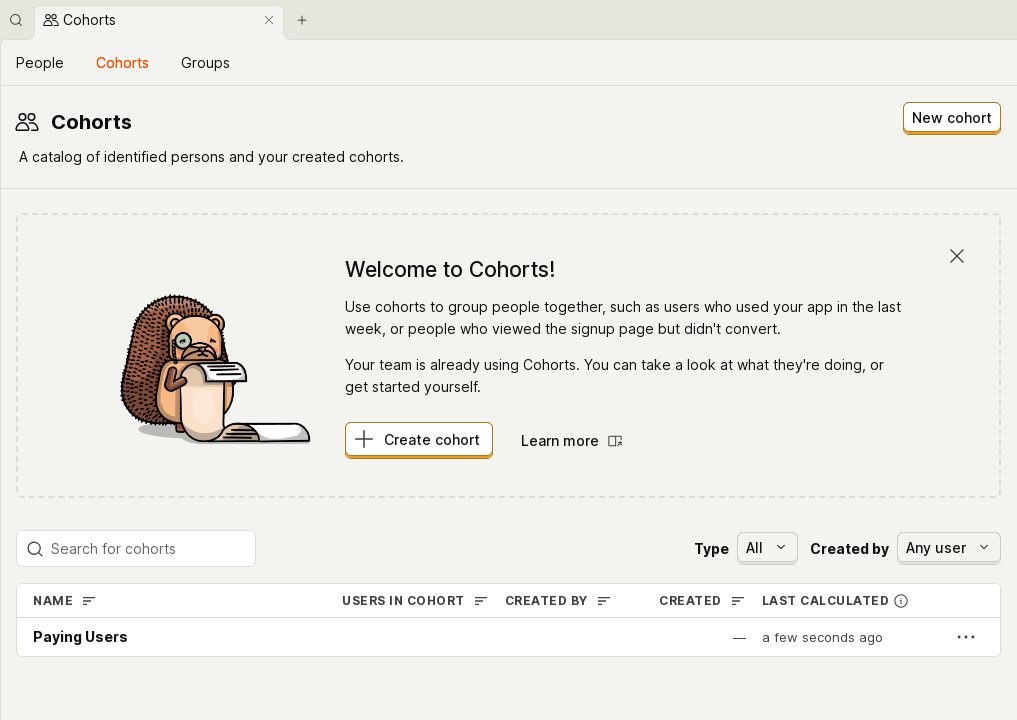 Cohorts
People Cohorts Groups
Cohorts
New cohort
A catalog of identified persons and your created cohorts.
Welcome to Cohorts!
Use cohorts to group people together, such as users who used your app in the last
week, or people who viewed the signup page but didn't convert.
Your team is already using Cohorts. You can take a look at what they're doing, or
get started yourself.
Create cohort Learn more
Search for cohorts Type All Created by Any user
NAME USERS IN COHORT CREATED BY CREATED LAST CALCULATED
Paying Users — a few seconds ago